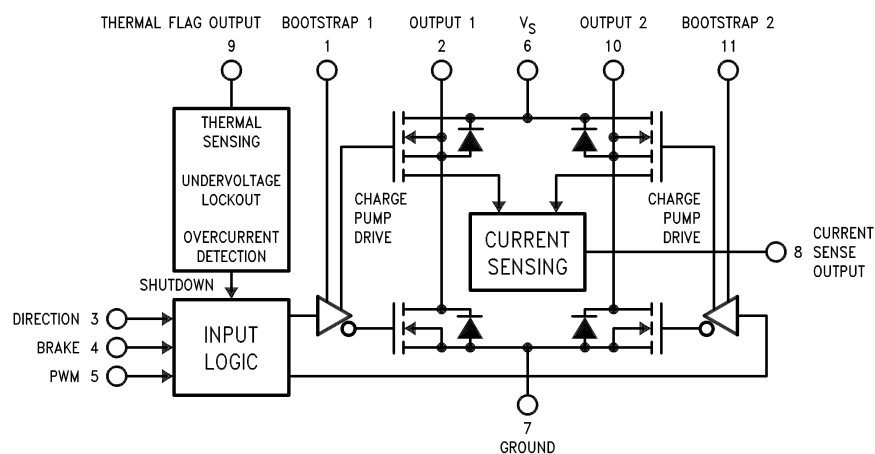 THERMAL FLAG OUTPUT
9
BOOTSTRAP 1
1
OUTPUT 1
2
VS
6
OUTPUT 2
10
BOOTSTRAP 2
11
THERMAL
SENSING
UNDERVOLTAGE
LOCKOUT
OVERCURRENT
DETECTION
SHUTDOWN
CHARGE
PUMP
DRIVE
CURRENT
SENSING
CHARGE
PUMP
DRIVE
8 CURRENT
SENSE
OUTPUT
DIRECTION 3
BRAKE 4
PWM 5
INPUT
LOGIC
7
GROUND